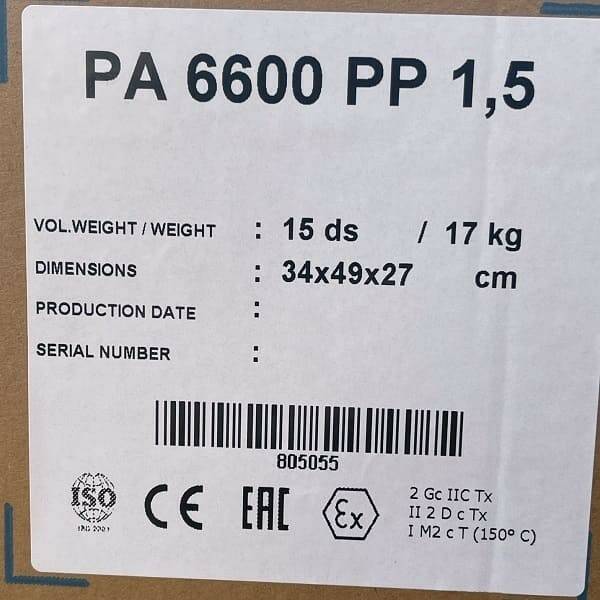 PA 6600 PP 1,5
VOL.WEIGHT / WEIGHT : 15 ds / 17 kg
DIMENSIONS : 34x49x27 cm
PRODUCTION DATE :
SERIAL NUMBER :
805055
ISO CE EAC Ex
2 Gc IIC Tx
II 2 D c Tx
I M2 c T (150° C)